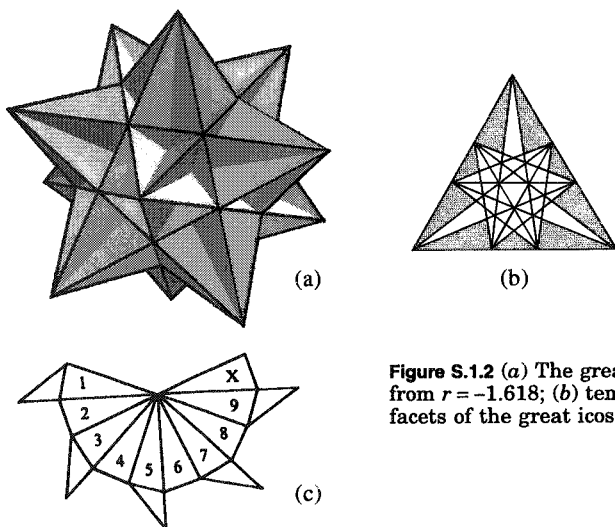 (a)
(b)
Figure S.1.2 (a) The grea
from r = -1.618; (b) tem
facets of the great icos
1
2
3
4
5
6
7
8
9
X
(c)